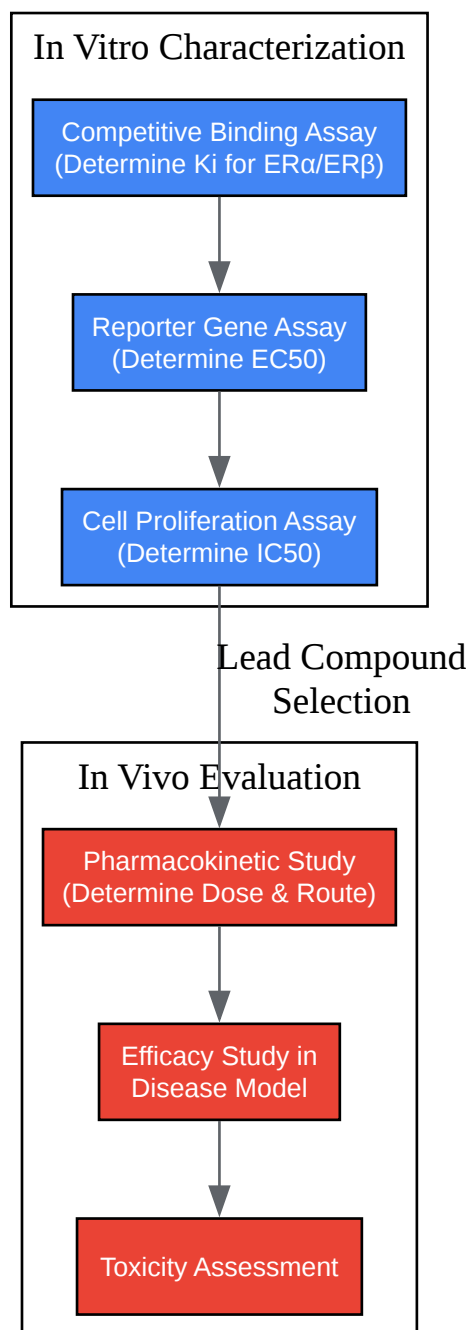 In Vitro Characterization
Competitive Binding Assay
(Determine Ki for ERα/ERβ)
Reporter Gene Assay
(Determine EC50)
Cell Proliferation Assay
(Determine IC50)
Lead Compound
Selection
In Vivo Evaluation
Pharmacokinetic Study
(Determine Dose & Route)
Efficacy Study in
Disease Model
Toxicity Assessment